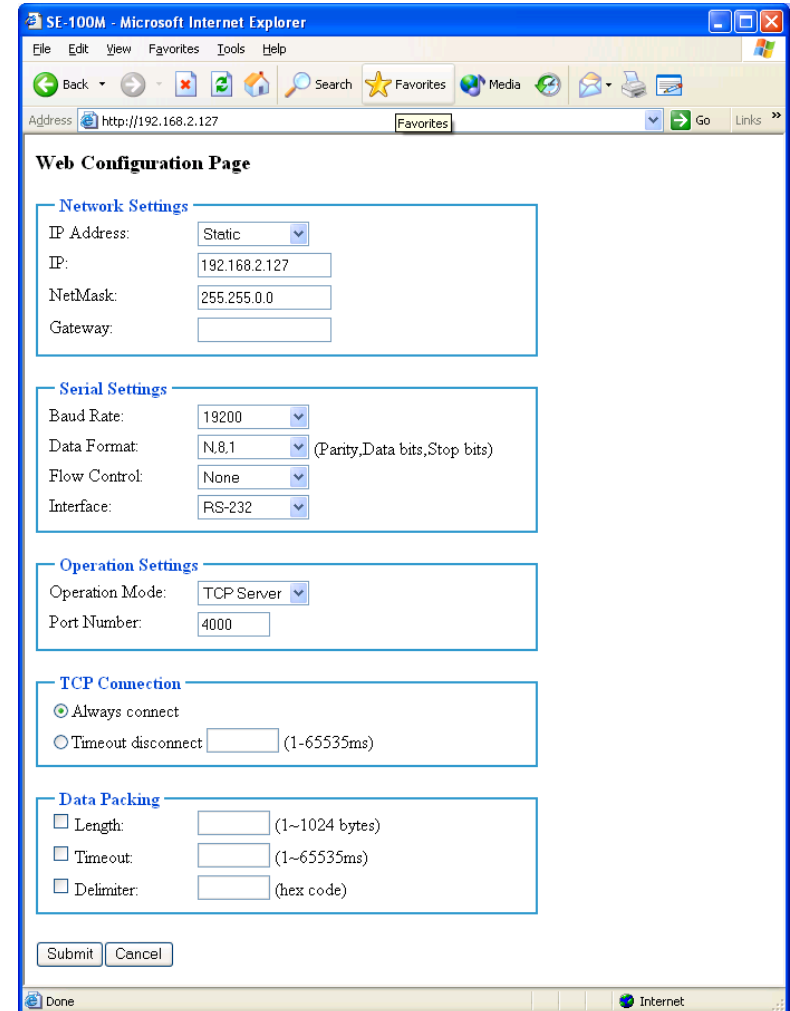 SE-100M - Microsoft Internet Explorer
File Edit View Favorites Tools Help
Back Search Favorites Media
Address http://192.168.2.127 Go Links »
Favorites
Web Configuration Page
Network Settings
IP Address: Static
IP: 192.168.2.127
NetMask: 255.255.0.0
Gateway:
Serial Settings
Baud Rate: 19200
Data Format: N,8,1 (Parity,Data bits,Stop bits)
Flow Control: None
Interface: RS-232
Operation Settings
Operation Mode: TCP Server
Port Number: 4000
TCP Connection
Always connect
Timeout disconnect (1-65535ms)
Data Packing
Length: (1~1024 bytes)
Timeout: (1~65535ms)
Delimiter: (hex code)
Submit Cancel
Done Internet